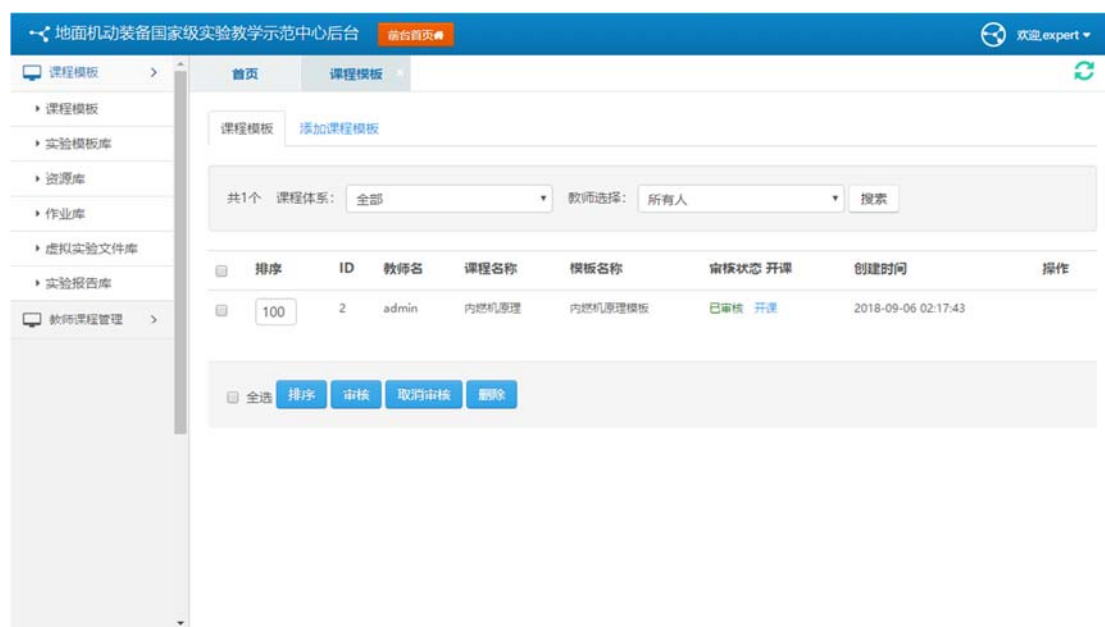 地面机动装备国家级实验教学示范中心后台 前台首页 欢迎,expert
课程模板
首页 课程模板
课程模板
实验模板库
资源库
作业库
虚拟实验文件库
实验报告库
教师课程管理
课程模板 添加课程模板
共1个 课程体系： 全部 教师选择： 所有人 搜索
排序 ID 教师名 课程名称 模板名称 审核状态 开课 创建时间 操作
100 2 admin 内燃机原理 内燃机原理模板 已审核 开课 2018-09-06 02:17:43
全选 排序 审核 取消审核 删除